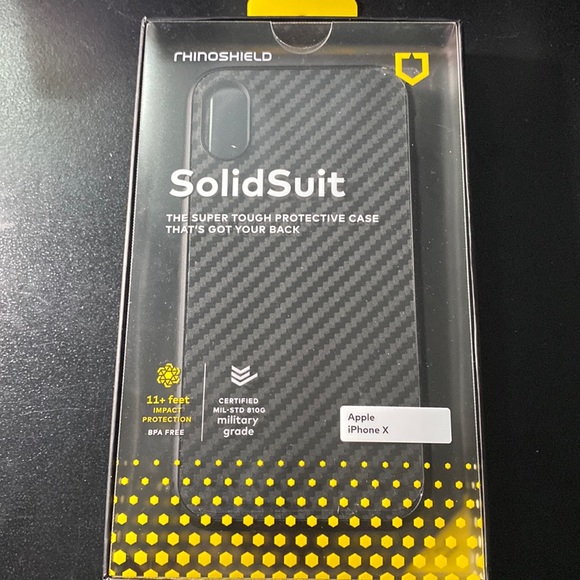 RHINOSHIELD
SolidSuit
THE SUPER TOUGH PROTECTIVE CASE
THAT'S GOT YOUR BACK
11+ feet
IMPACT
PROTECTION
BPA FREE
CERTIFIED
MIL-STD 810G
military
grade
Apple
iPhone X